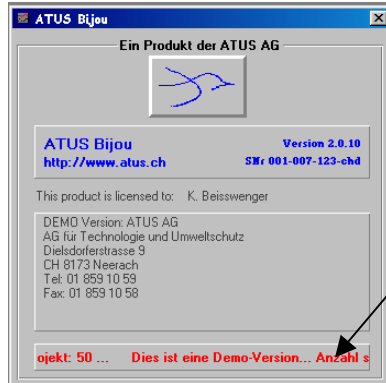 ATUS Bijou
Ein Produkt der ATUS AG
ATUS Bijou
Version 2.0.10
http://www.atus.ch
SNr 001-007-123-chd
This product is licensed to: K. Beisswenger
DEMO Version: ATUS AG
AG für Technologie und Umweltschutz
Dielsdorferstrasse 9
CH 8173 Neerach
Tel: 01 859 10 59
Fax: 01 859 10 58
ojekt: 50 ... Dies ist eine Demo-Version... Anzahl s